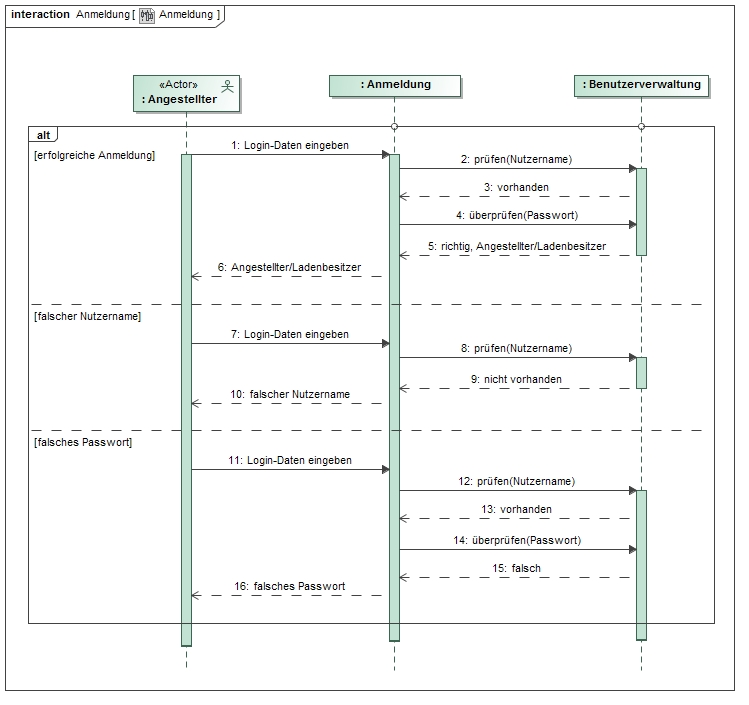 interaction Anmeldung [ Anmeldung ]
«Actor»
: Angestellter
: Anmeldung
: Benutzerverwaltung
alt
[erfolgreiche Anmeldung]
1: Login-Daten eingeben
2: prüfen(Nutzername)
3: vorhanden
4: überprüfen(Passwort)
5: richtig, Angestellter/Ladenbesitzer
6: Angestellter/Ladenbesitzer
[falscher Nutzername]
7: Login-Daten eingeben
8: prüfen(Nutzername)
9: nicht vorhanden
10: falscher Nutzername
[falsches Passwort]
11: Login-Daten eingeben
12: prüfen(Nutzername)
13: vorhanden
14: überprüfen(Passwort)
15: falsch
16: falsches Passwort